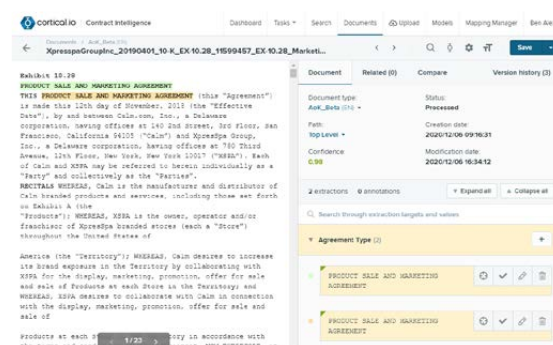 cortical.io Contract Intelligence Dashboard Tasks Search Documents Upload Models Mapping Manager Ben Ale
Documents / AoK_Beta (EN)
XpresspaGroupInc_20190401_10-K_EX-10.28_11599457_EX-10.28_Marketi... Save
Document Related (0) Compare Version history (3)
Document type:
AoK_Beta (EN)
Status:
Processed
Path:
Top Level
Creation date:
2020/12/06 09:16:31
Confidence:
0.98
Modification date:
2020/12/06 16:34:12
2 extractions 0 annotations Expand all Collapse all
Search through extraction targets and values
Agreement Type (2) +
PRODUCT SALE AND MARKETING
AGREEMENT
PRODUCT SALE AND MARKETING
AGREEMENT
Exhibit 10.28
PRODUCT SALE AND MARKETING AGREEMENT
THIS PRODUCT SALE AND MARKETING AGREEMENT (this "Agreement")
is made this 12th day of November, 2018 (the "Effective
Date"), by and between Calm.com, Inc., a Delaware
corporation, having offices at 140 2nd Street, 3rd Floor, San
Francisco, California 94105 ("Calm") and XpresSpa Group,
Inc., a Delaware corporation, having offices at 780 Third
Avenue, 12th Floor, New York, New York 10017 ("XSPA"). Each
of Calm and XSPA may be referred to herein individually as a
"Party" and collectively as the "Parties".
RECITALS WHEREAS, Calm is the manufacturer and distributor of
Calm branded products and services, including those set forth
on Exhibit A (the
"Products"); WHEREAS, XSPA is the owner, operator and/or
franchisor of XpresSpa branded stores (each a "Store")
throughout the United States of
America (the "Territory"); WHEREAS, Calm desires to increase
its brand exposure in the Territory by collaborating with
XSPA for the display, marketing, promotion, offer for sale
and sale of Products at each Store in the Territory; and
WHEREAS, XSPA desires to collaborate with Calm in connection
with the display, marketing, promotion, offer for sale and
sale of
Products at each S 1/23 ory in accordance with